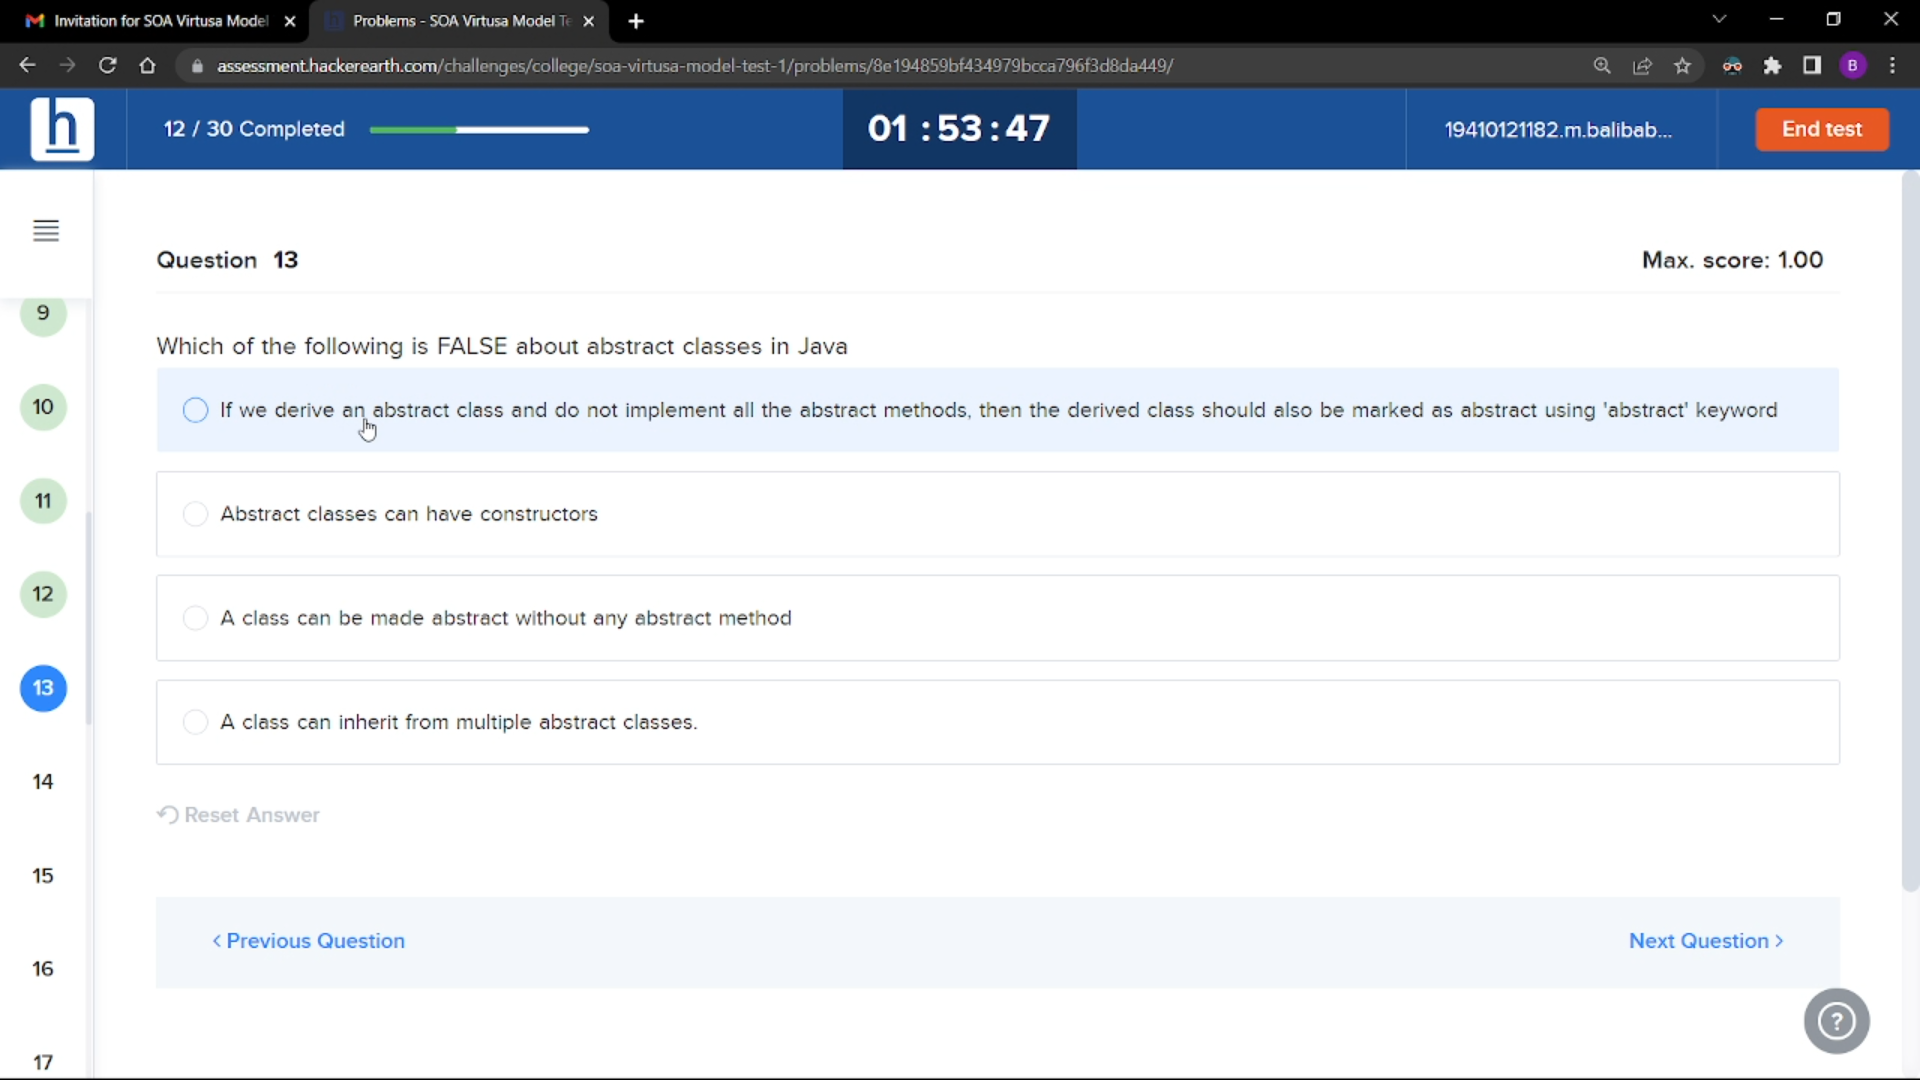 Invitation for SOA Virtusa Model
Problems - SOA Virtusa Model Te
assessment.hackerearth.com/challenges/college/soa-virtusa-model-test-1/problems/8e194859bf434979bcca796f3d8da449/
B
h
12 / 30 Completed
01 : 53 : 47
19410121182.m.balibab...
End test
Question 13
Max. score: 1.00
9
Which of the following is FALSE about abstract classes in Java
10
If we derive an abstract class and do not implement all the abstract methods, then the derived class should also be marked as abstract using 'abstract' keyword
11
Abstract classes can have constructors
12
A class can be made abstract without any abstract method
13
A class can inherit from multiple abstract classes.
14
Reset Answer
15
< Previous Question
Next Question >
16
?
17